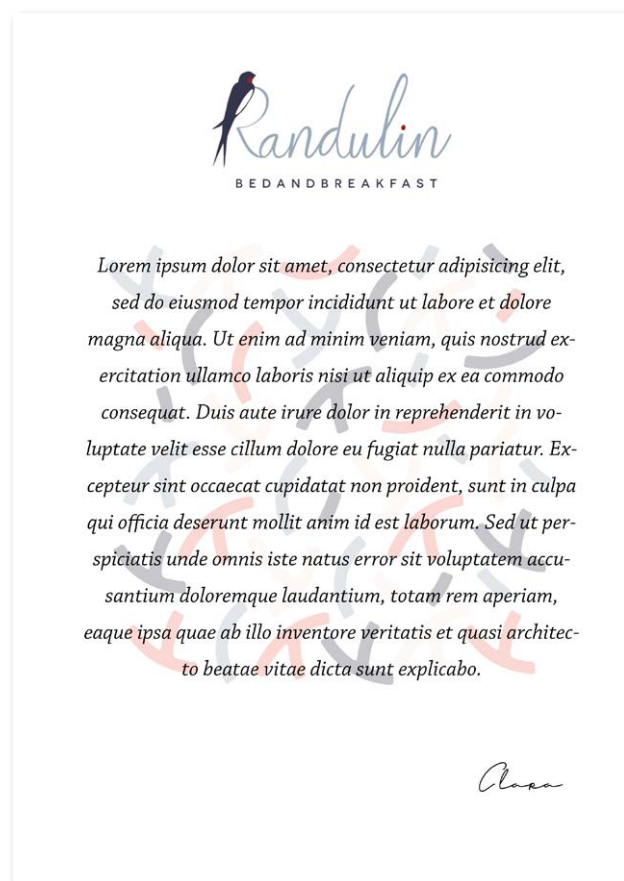 Randulin
BEDANDBREAKFAST
Lorem ipsum dolor sit amet, consectetur adipisicing elit,
sed do eiusmod tempor incididunt ut labore et dolore
magna aliqua. Ut enim ad minim veniam, quis nostrud ex-
ercitation ullamco laboris nisi ut aliquip ex ea commodo
consequat. Duis aute irure dolor in reprehenderit in vo-
luptate velit esse cillum dolore eu fugiat nulla pariatur. Ex-
cepteur sint occaecat cupidatat non proident, sunt in culpa
qui officia deserunt mollit anim id est laborum. Sed ut per-
spiciatis unde omnis iste natus error sit voluptatem accu-
santium doloremque laudantium, totam rem aperiam,
eaque ipsa quae ab illo inventore veritatis et quasi architec-
to beatae vitae dicta sunt explicabo.
Clara